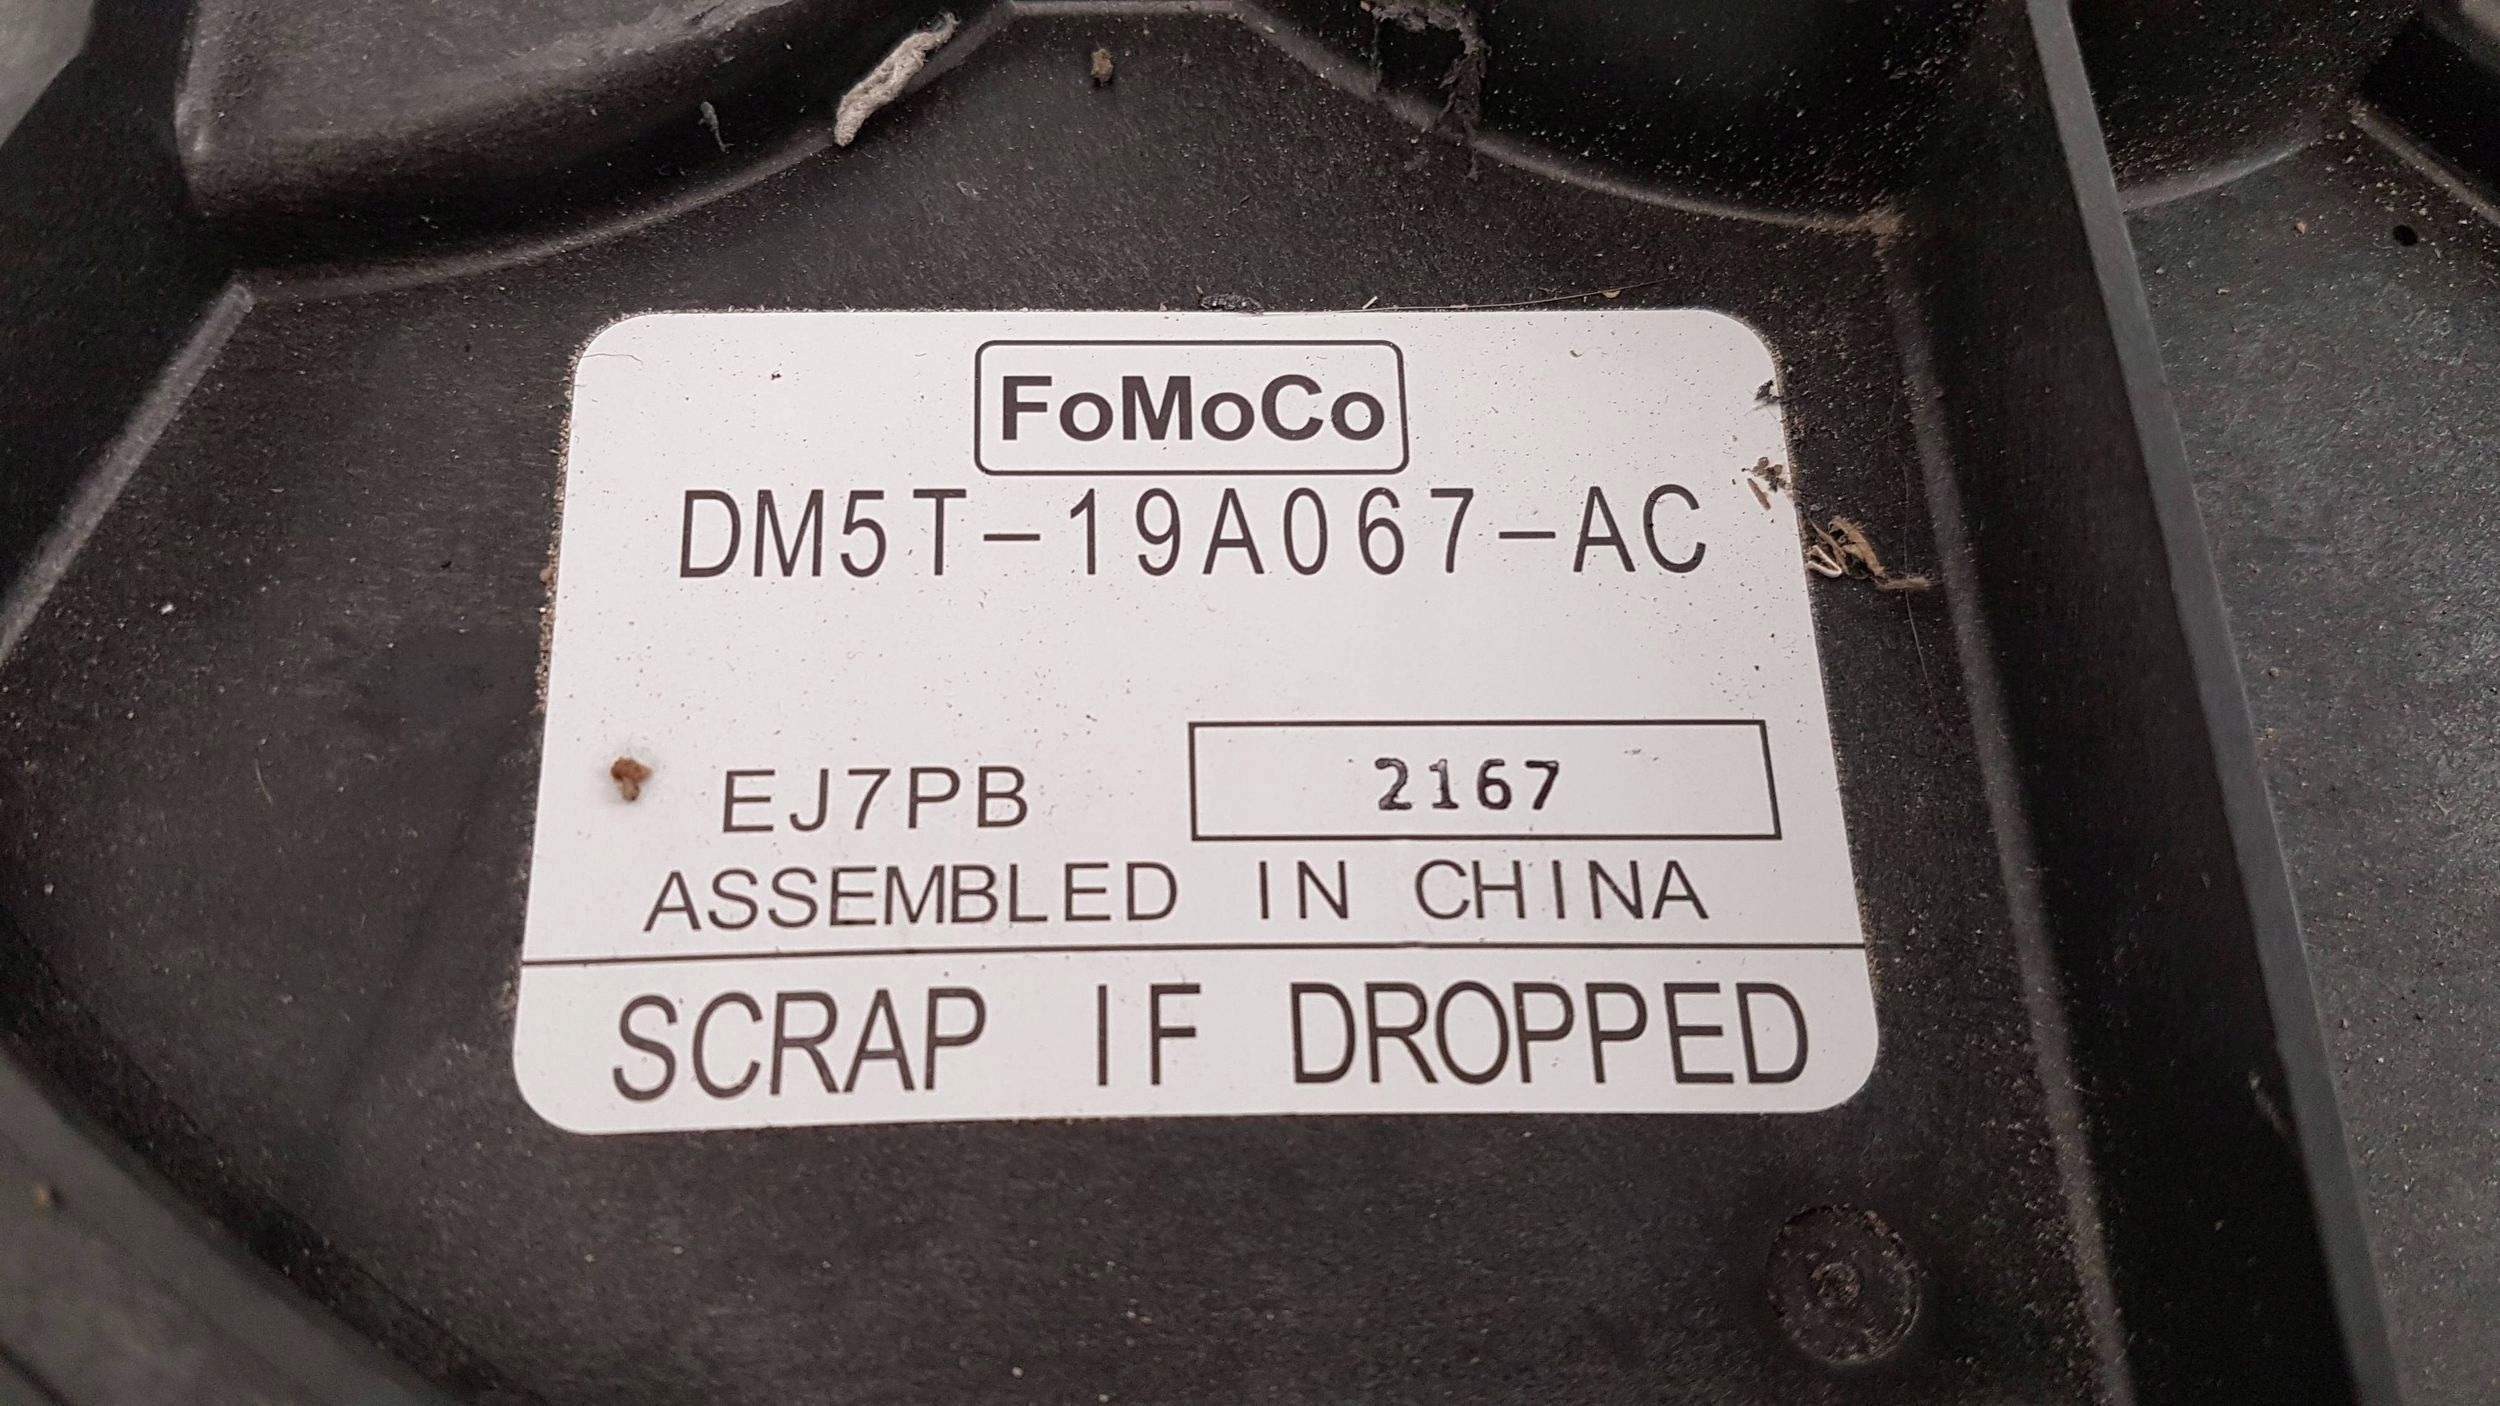 FoMoCo
DM5T-19A067-AC
EJ7PB 2167
ASSEMBLED IN CHINA
SCRAP IF DROPPED